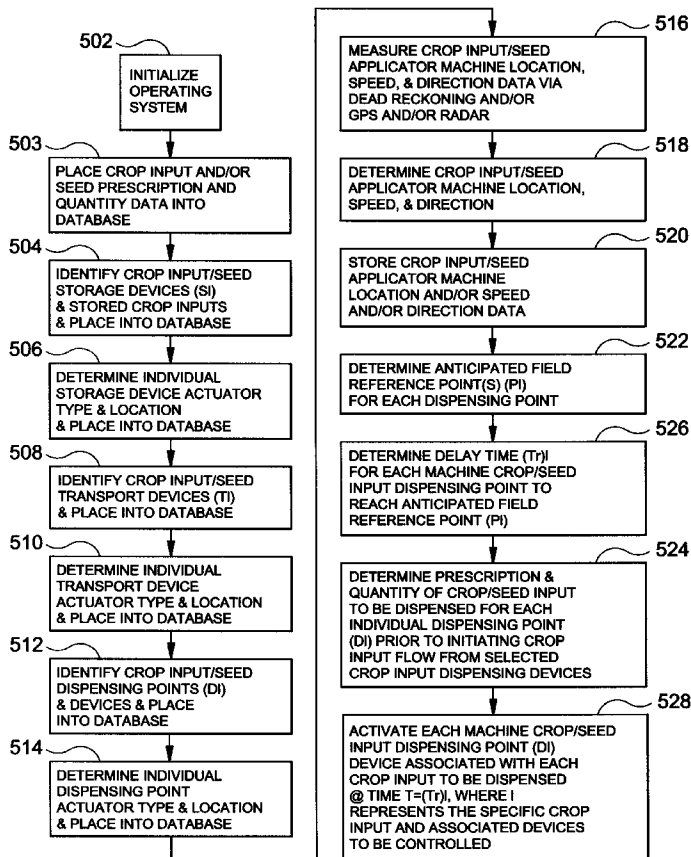 502
INITIALIZE
OPERATING
SYSTEM
503
PLACE CROP INPUT AND/OR
SEED PRESCRIPTION AND
QUANTITY DATA INTO
DATABASE
504
IDENTIFY CROP INPUT/SEED
STORAGE DEVICES (SI)
& STORED CROP INPUTS
& PLACE INTO DATABASE
506
DETERMINE INDIVIDUAL
STORAGE DEVICE ACTUATOR
TYPE & LOCATION
& PLACE INTO DATABASE
508
IDENTIFY CROP INPUT/SEED
TRANSPORT DEVICES (TI)
& PLACE INTO DATABASE
510
DETERMINE INDIVIDUAL
TRANSPORT DEVICE
ACTUATOR TYPE & LOCATION
& PLACE INTO DATABASE
512
IDENTIFY CROP INPUT/SEED
DISPENSING POINTS (DI)
& DEVICES & PLACE
INTO DATABASE
514
DETERMINE INDIVIDUAL
DISPENSING POINT
ACTUATOR TYPE & LOCATION
& PLACE INTO DATABASE
516
MEASURE CROP INPUT/SEED
APPLICATOR MACHINE LOCATION,
SPEED, & DIRECTION DATA VIA
DEAD RECKONING AND/OR
GPS AND/OR RADAR
518
DETERMINE CROP INPUT/SEED
APPLICATOR MACHINE LOCATION,
SPEED, & DIRECTION
520
STORE CROP INPUT/SEED
APPLICATOR MACHINE
LOCATION AND/OR SPEED
AND/OR DIRECTION DATA
522
DETERMINE ANTICIPATED FIELD
REFERENCE POINT(S) (PI)
FOR EACH DISPENSING POINT
526
DETERMINE DELAY TIME (Tr)I
FOR EACH MACHINE CROP/SEED
INPUT DISPENSING POINT TO
REACH ANTICIPATED FIELD
REFERENCE POINT (PI)
524
DETERMINE PRESCRIPTION &
QUANTITY OF CROP/SEED INPUT
TO BE DISPENSED FOR EACH
INDIVIDUAL DISPENSING POINT
(DI) PRIOR TO INITIATING CROP
INPUT FLOW FROM SELECTED
CROP INPUT DISPENSING DEVICES
528
ACTIVATE EACH MACHINE CROP/SEED
INPUT DISPENSING POINT (DI)
DEVICE ASSOCIATED WITH EACH
CROP INPUT TO BE DISPENSED
@ TIME T=(Tr)I, WHERE I
REPRESENTS THE SPECIFIC CROP
INPUT AND ASSOCIATED DEVICES
TO BE CONTROLLED